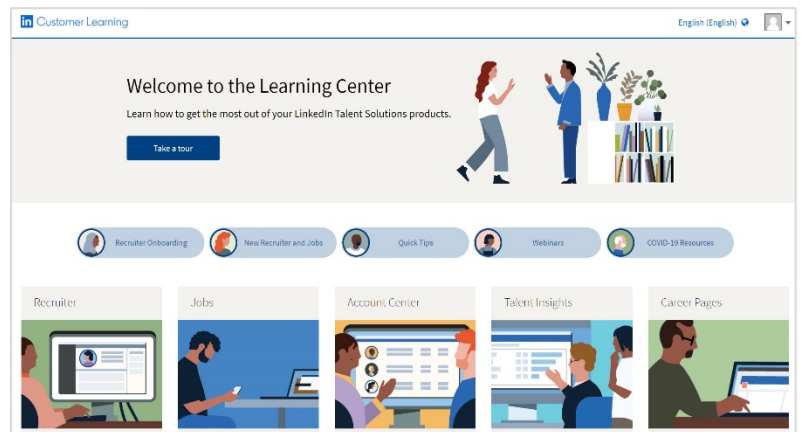 in Customer Learning
English (English)
Welcome to the Learning Center
Learn how to get the most out of your LinkedIn Talent Solutions products.
Take a tour
Recruiter Onboarding
New Recruiter and Jobs
Quick Tips
Webinars
COVID-19 Resources
Recruiter
Jobs
Account Center
Talent Insights
Career Pages